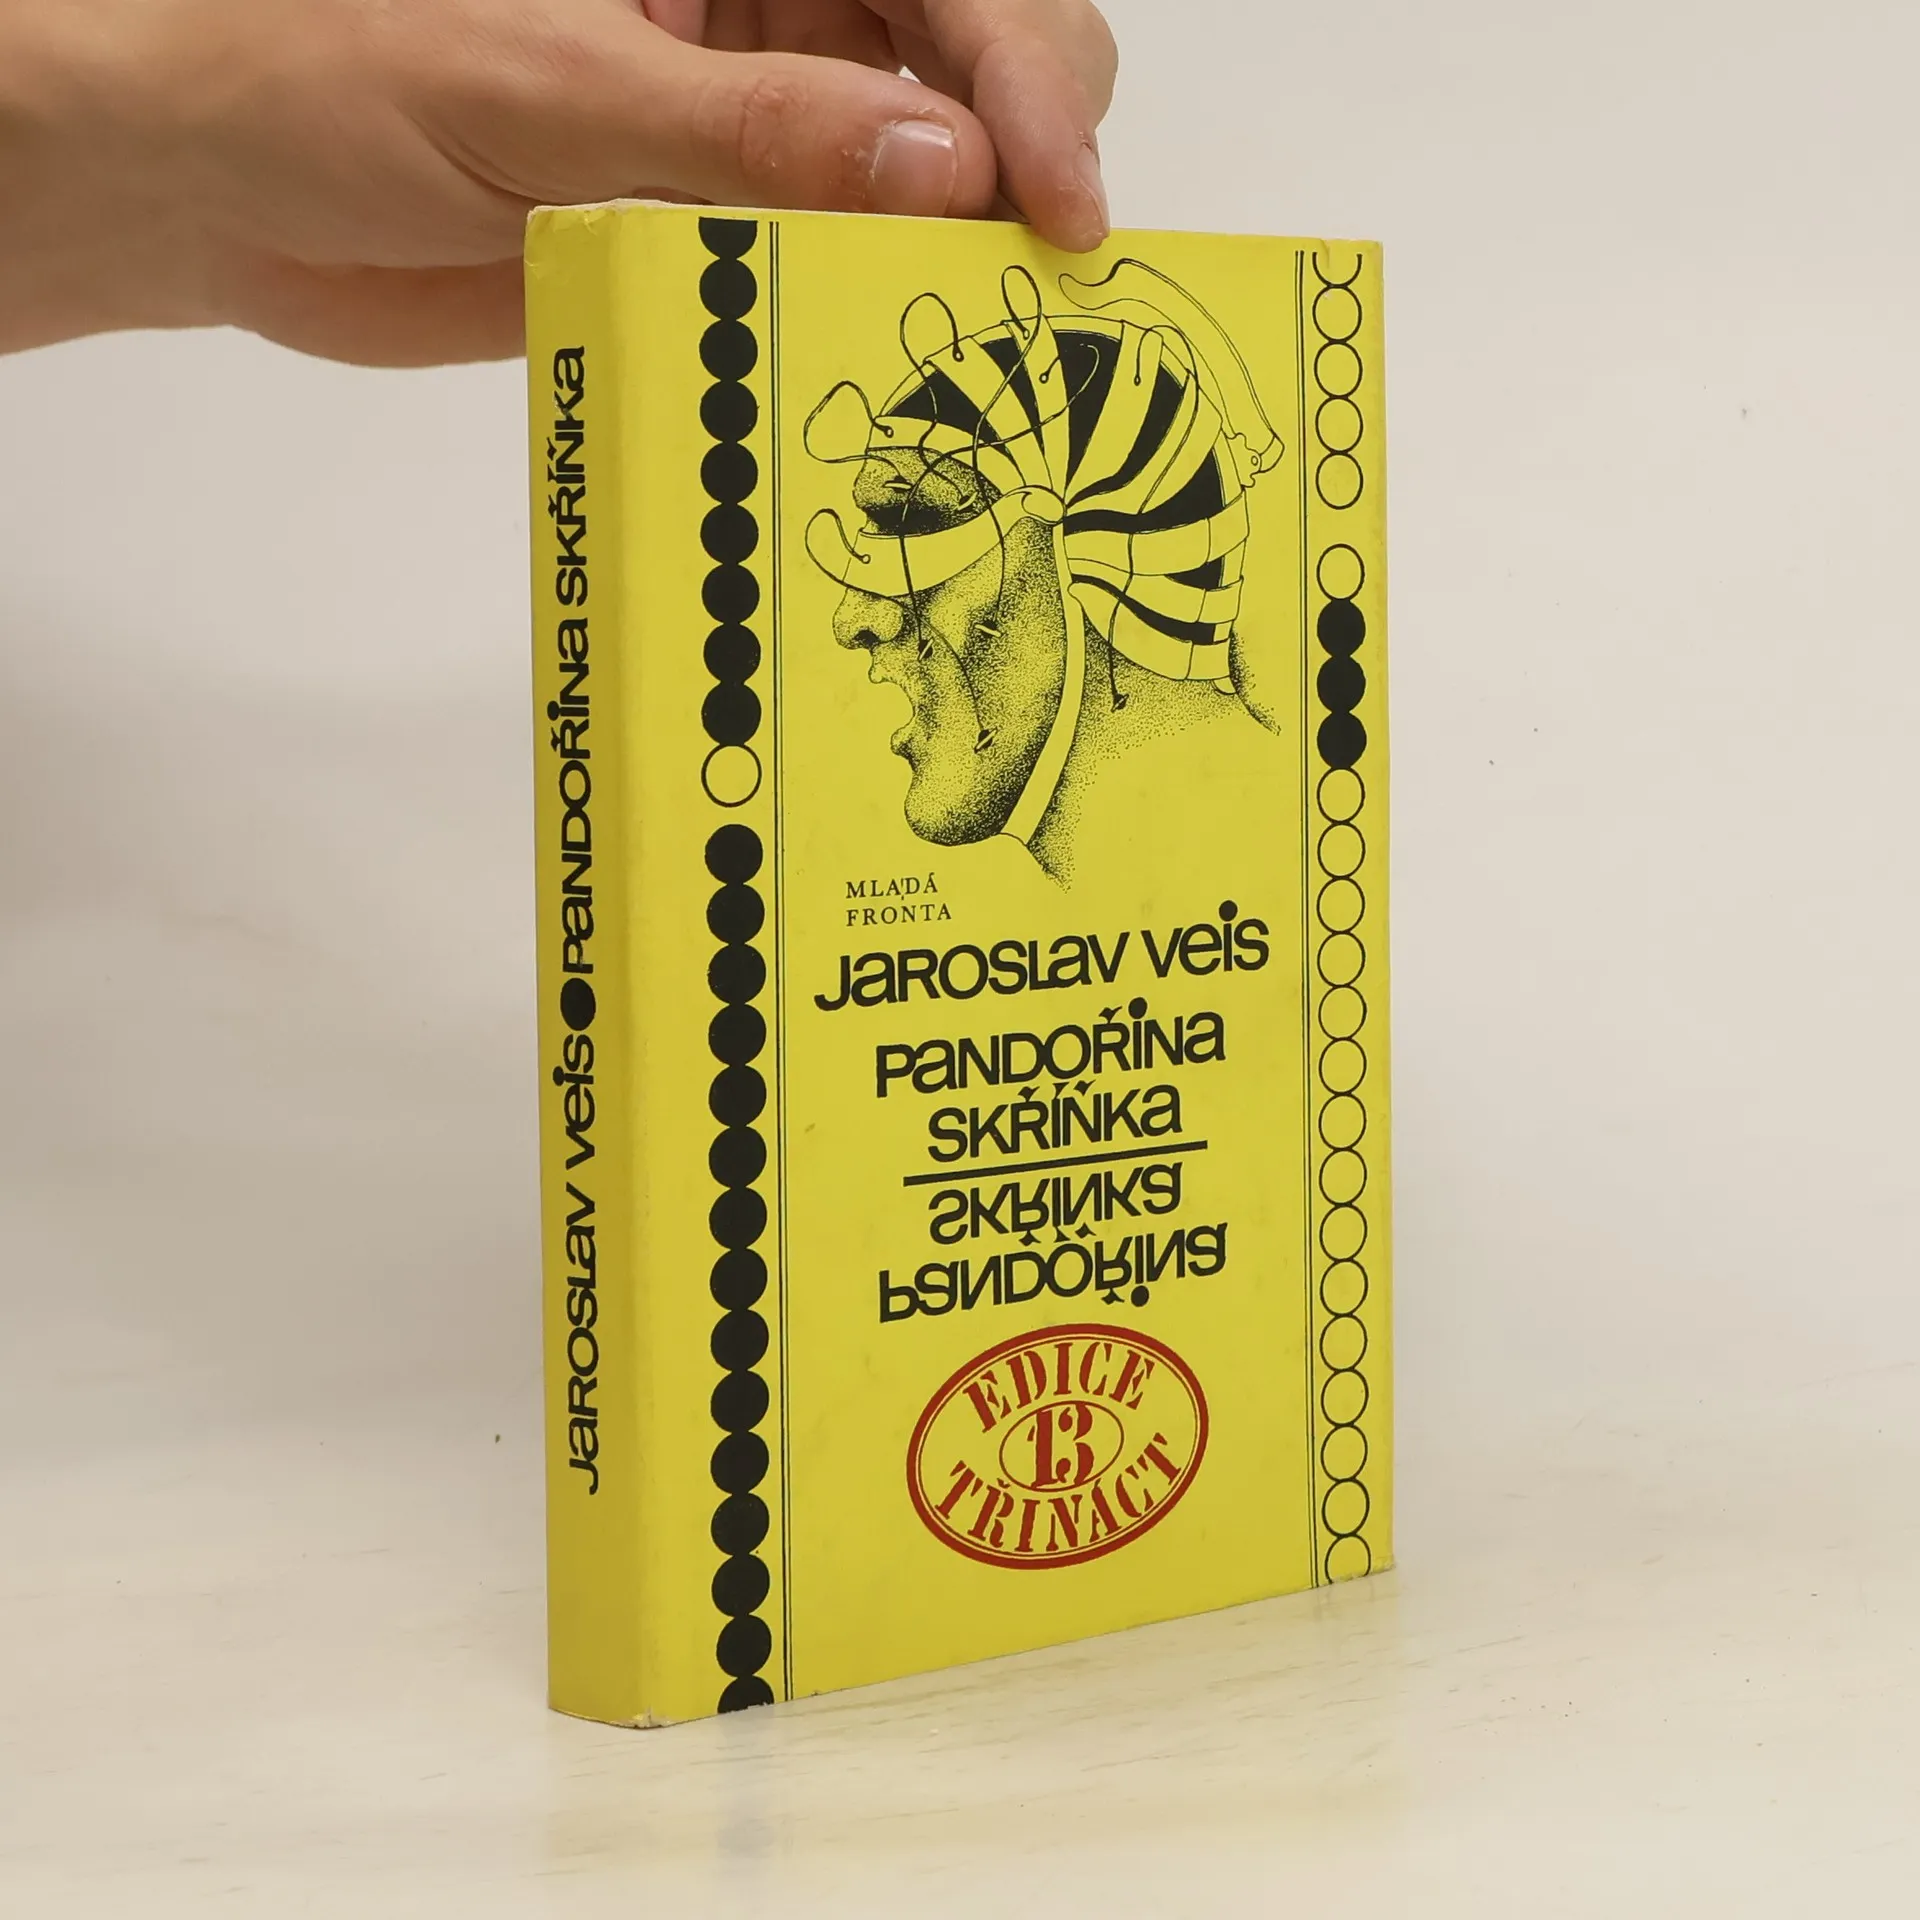 JAROSLAV VEIS ● PANDOŘINA SKŘÍŇKA
MLADÁ
FRONTA
JAROSLAV VEIS
PANDOŘINA
SKŘÍŇKA
SKŘÍŇKA
PANDOŘINA
EDICE
13
TŘINÁCT